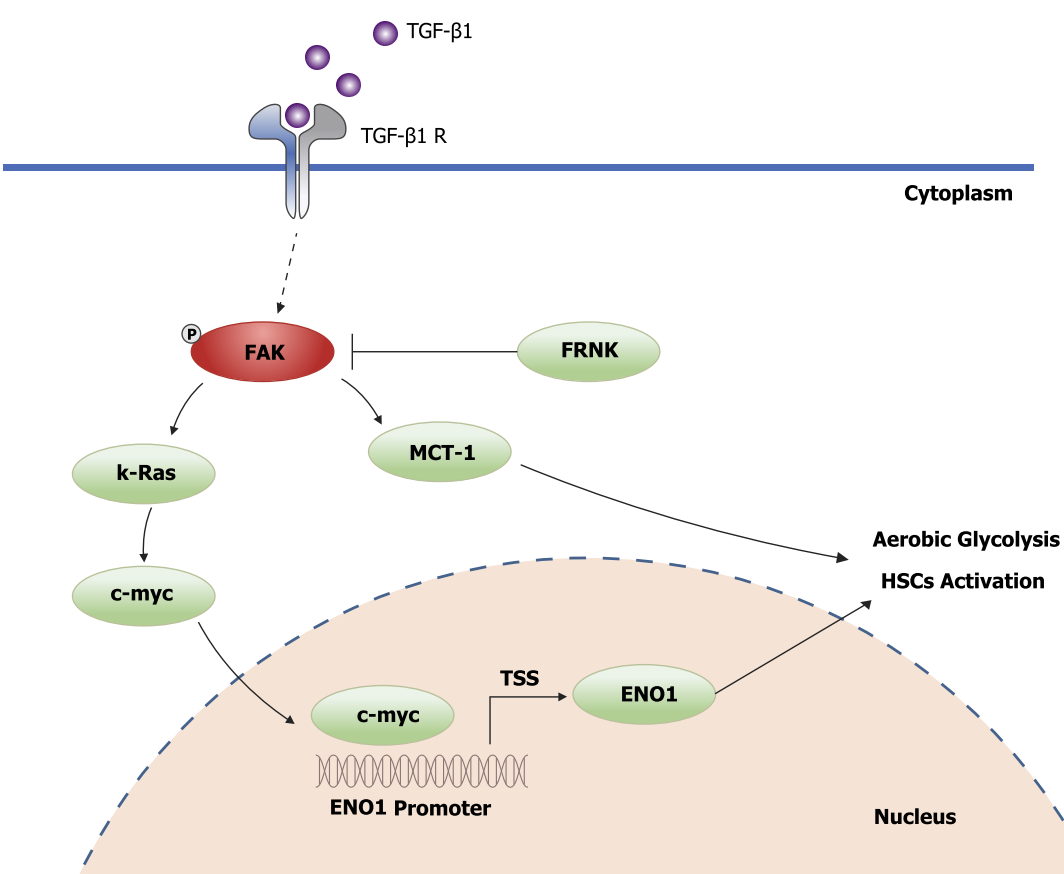 TGF-β1
TGF-β1 R
Cytoplasm
P
FAK
FRNK
MCT-1
k-Ras
Aerobic Glycolysis
HSCs Activation
c-myc
TSS
ENO1
c-myc
ENO1 Promoter
Nucleus